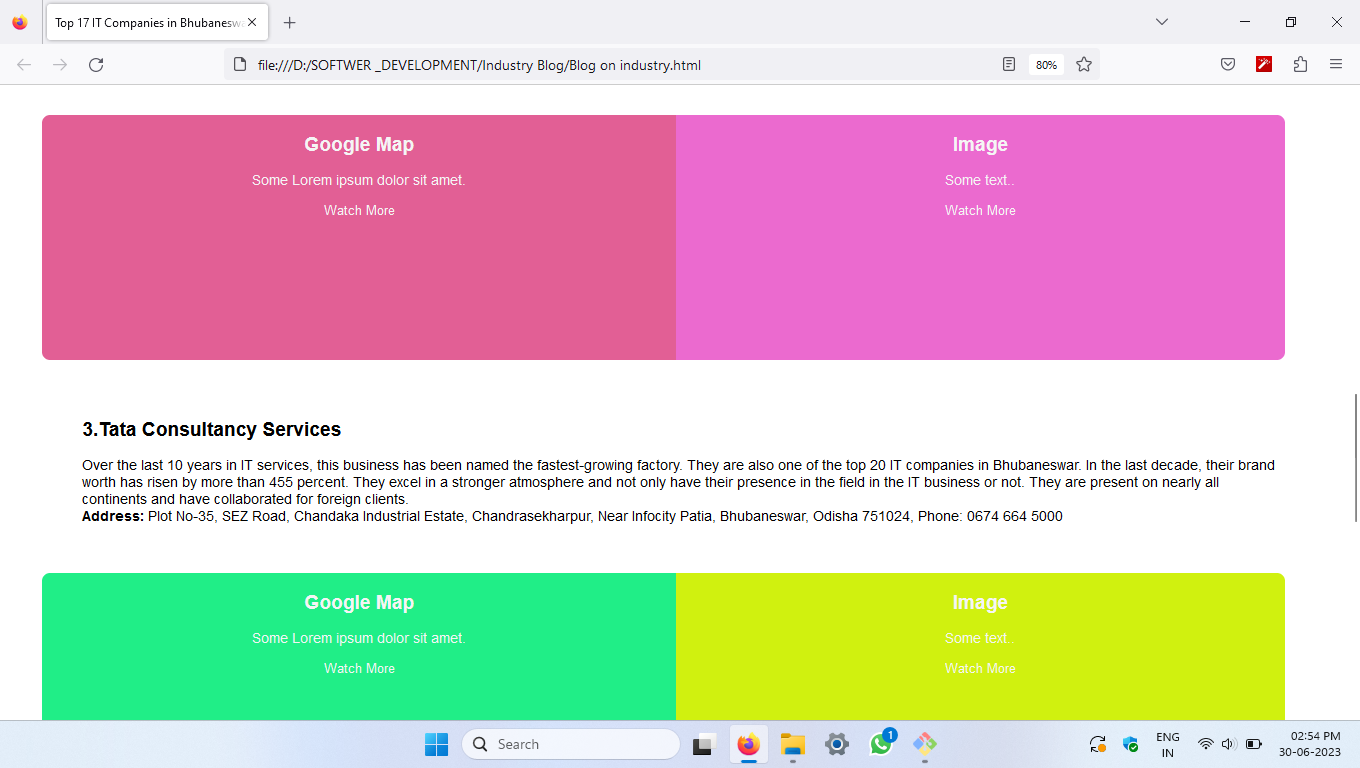 Top 17 IT Companies in Bhubanesw
file:///D:/SOFTWER _DEVELOPMENT/Industry Blog/Blog on industry.html
80%
Google Map
Some Lorem ipsum dolor sit amet.
Watch More
Image
Some text..
Watch More
3.Tata Consultancy Services
Over the last 10 years in IT services, this business has been named the fastest-growing factory. They are also one of the top 20 IT companies in Bhubaneswar. In the last decade, their brand
worth has risen by more than 455 percent. They excel in a stronger atmosphere and not only have their presence in the field in the IT business or not. They are present on nearly all
continents and have collaborated for foreign clients.
Address: Plot No-35, SEZ Road, Chandaka Industrial Estate, Chandrasekharpur, Near Infocity Patia, Bhubaneswar, Odisha 751024, Phone: 0674 664 5000
Google Map
Some Lorem ipsum dolor sit amet.
Watch More
Image
Some text..
Watch More
Search
1
ENG
IN
02:54 PM
30-06-2023